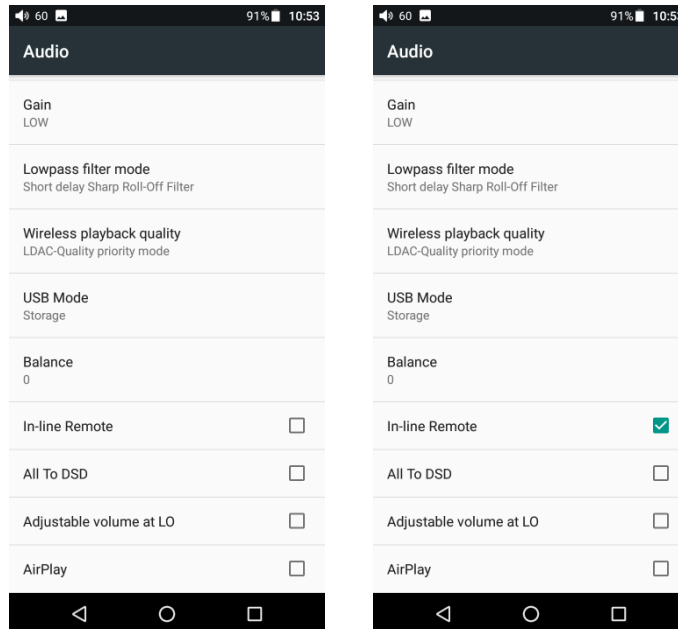 60 91% 10:53
Audio
Gain
LOW
Lowpass filter mode
Short delay Sharp Roll-Off Filter
Wireless playback quality
LDAC-Quality priority mode
USB Mode
Storage
Balance
0
In-line Remote
All To DSD
Adjustable volume at LO
AirPlay
60 91% 10:53
Audio
Gain
LOW
Lowpass filter mode
Short delay Sharp Roll-Off Filter
Wireless playback quality
LDAC-Quality priority mode
USB Mode
Storage
Balance
0
In-line Remote
All To DSD
Adjustable volume at LO
AirPlay